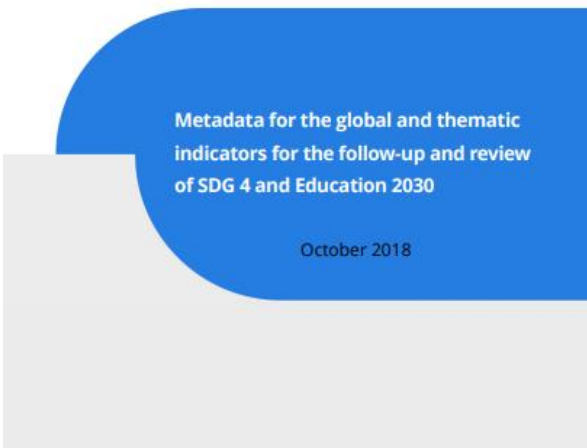 Metadata for the global and thematic
indicators for the follow-up and review
of SDG 4 and Education 2030
October 2018